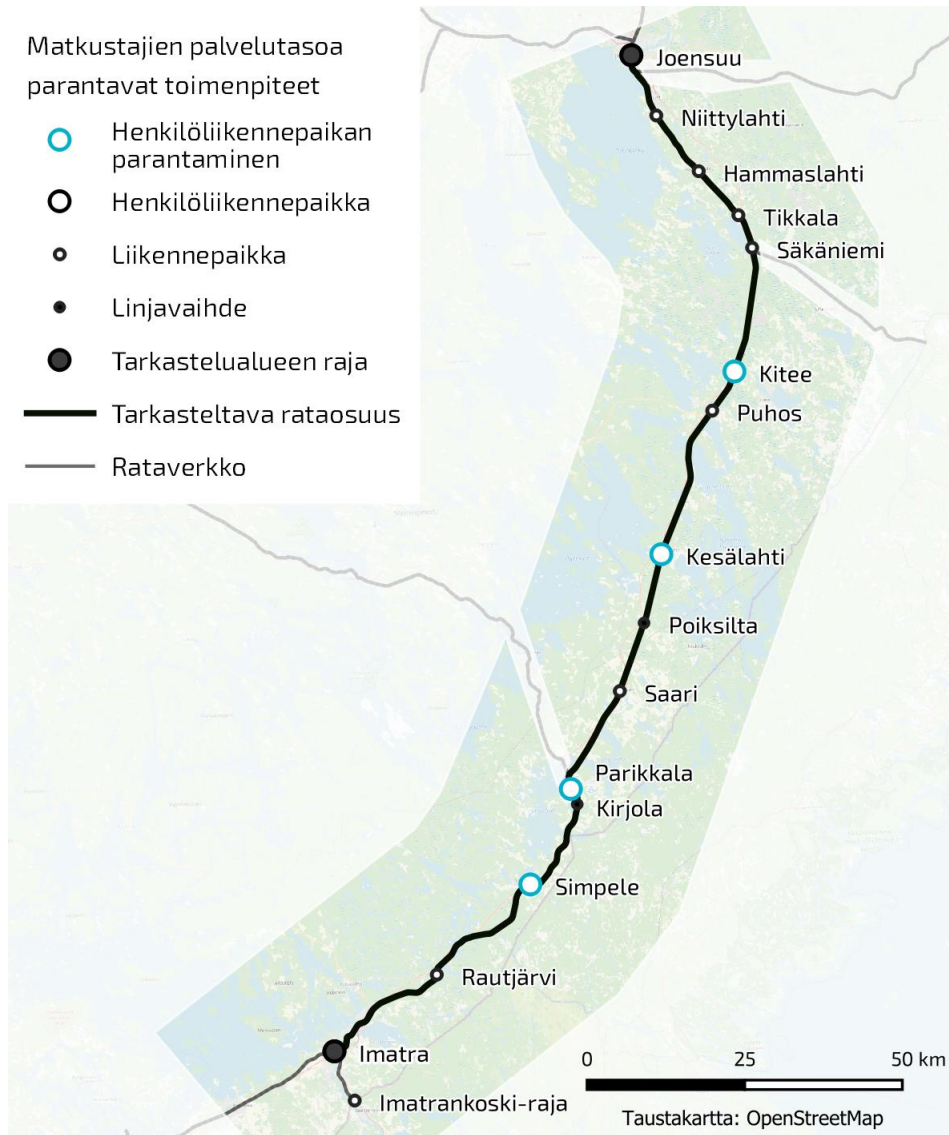 Matkustajien palvelutasoa
parantavat toimenpiteet
Henkilöliikennepaikan
parantaminen
Henkilöliikennepaikka
Liikennepaikka
Linjavaihde
Tarkastelualueen raja
Tarkasteltava rataosuus
Rataverkko
Joensuu
Niittylahti
Hammaslahti
Tikkala
Säkäniemi
Kitee
Puhos
Kesälahti
Poiksilta
Saari
Parikkala
Kirjola
Simpele
Rautjärvi
Imatra
Imatrankoski-raja
0 25 50 km
Taustakartta: OpenStreetMap